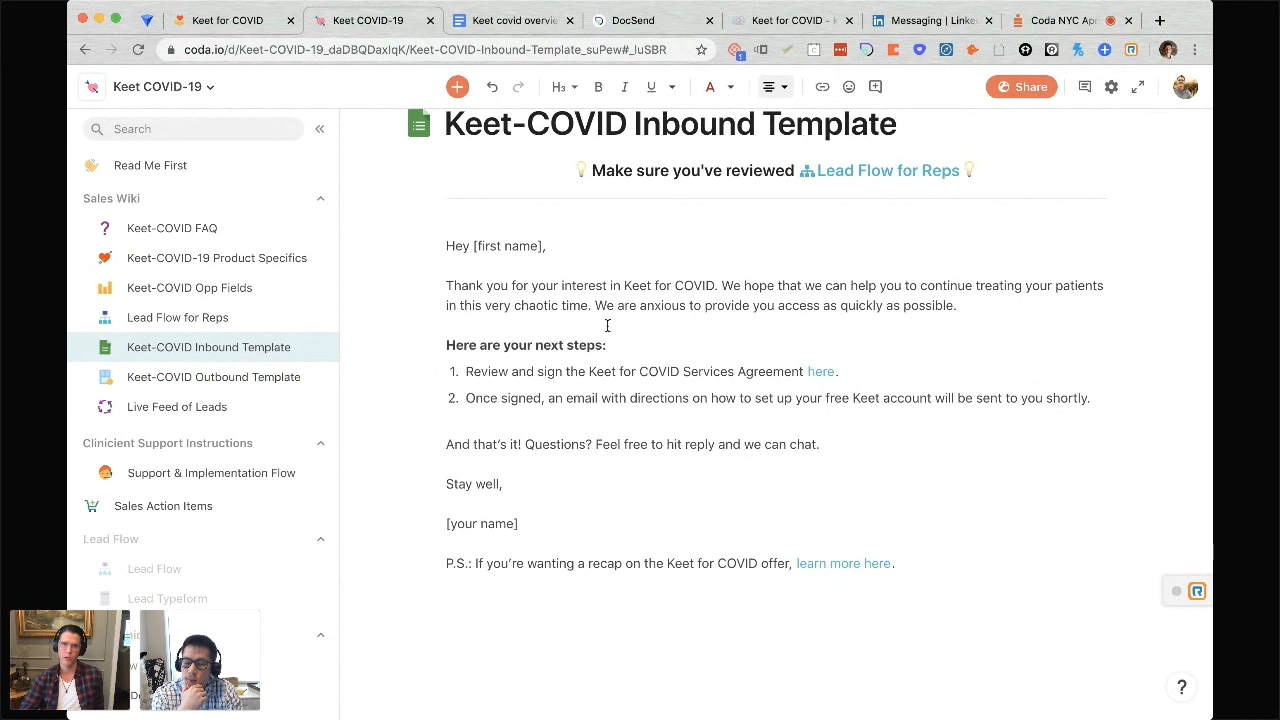 Keet for COVID
Keet COVID-19
Keet covid overvie
DocSend
Keet for COVID - k
Messaging | Linke
Coda NYC Apr
coda.io/d/Keet-COVID-19_daDBQDaxIqK/Keet-COVID-Inbound-Template_suPew#_luSBR
1
Keet COVID-19
H3
B
I
U
A
Share
Search
Read Me First
Sales Wiki
Keet-COVID FAQ
Keet-COVID-19 Product Specifics
Keet-COVID Opp Fields
Lead Flow for Reps
Keet-COVID Inbound Template
Keet-COVID Outbound Template
Live Feed of Leads
Clinicient Support Instructions
Support & Implementation Flow
Sales Action Items
Lead Flow
Lead Flow
Lead Typeform
Keet-COVID Inbound Template
Make sure you've reviewed Lead Flow for Reps
Hey [first name],
Thank you for your interest in Keet for COVID. We hope that we can help you to continue treating your patients
in this very chaotic time. We are anxious to provide you access as quickly as possible.
Here are your next steps:
1. Review and sign the Keet for COVID Services Agreement here.
2. Once signed, an email with directions on how to set up your free Keet account will be sent to you shortly.
And that's it! Questions? Feel free to hit reply and we can chat.
Stay well,
[your name]
P.S.: If you're wanting a recap on the Keet for COVID offer, learn more here.
?